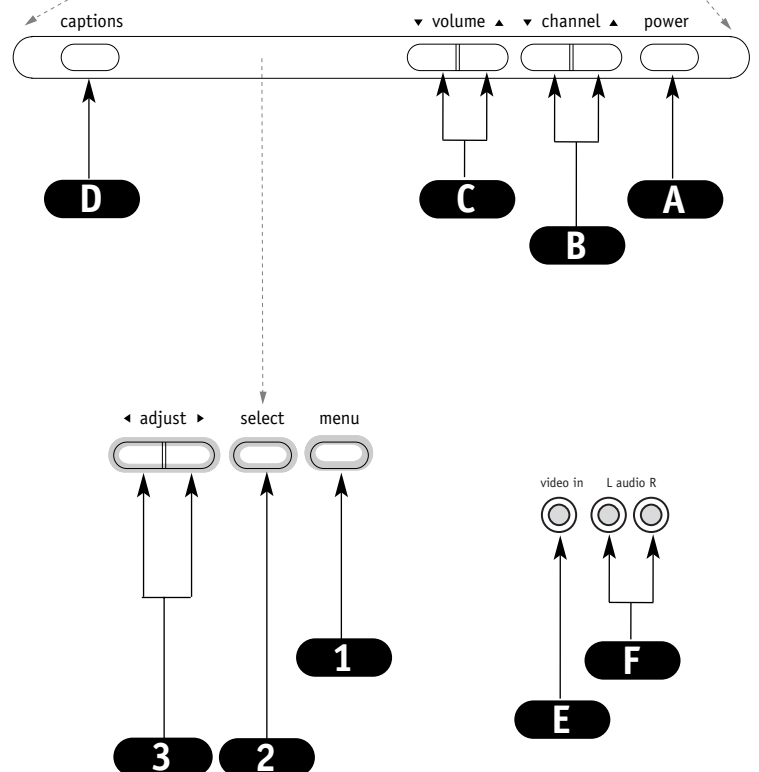 captions ▼ volume ▲ ▼ channel ▲ power
D C A
B
◄ adjust ► select menu
video in L audio R
1
F
E
3 2